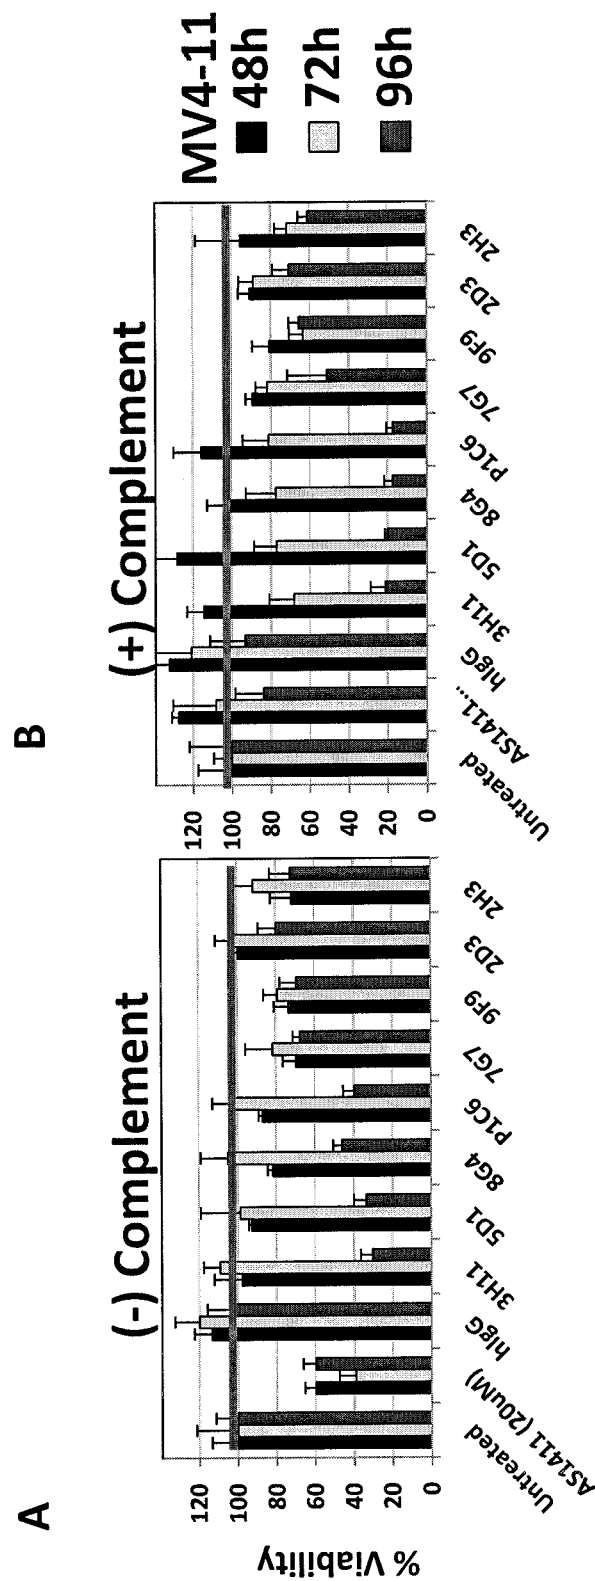 A
(-) Complement
% Viability
120
100
80
60
40
20
0
Untreated
AS1411 (20uM)
hIgG
3H11
5D1
8G4
P1C6
7G7
9F9
2D3
2H3
B
(+) Complement
120
100
80
60
40
20
0
Untreated
AS1411...
hIgG
3H11
5D1
8G4
P1C6
7G7
9F9
2D3
2H3
MV4-11
48h
72h
96h